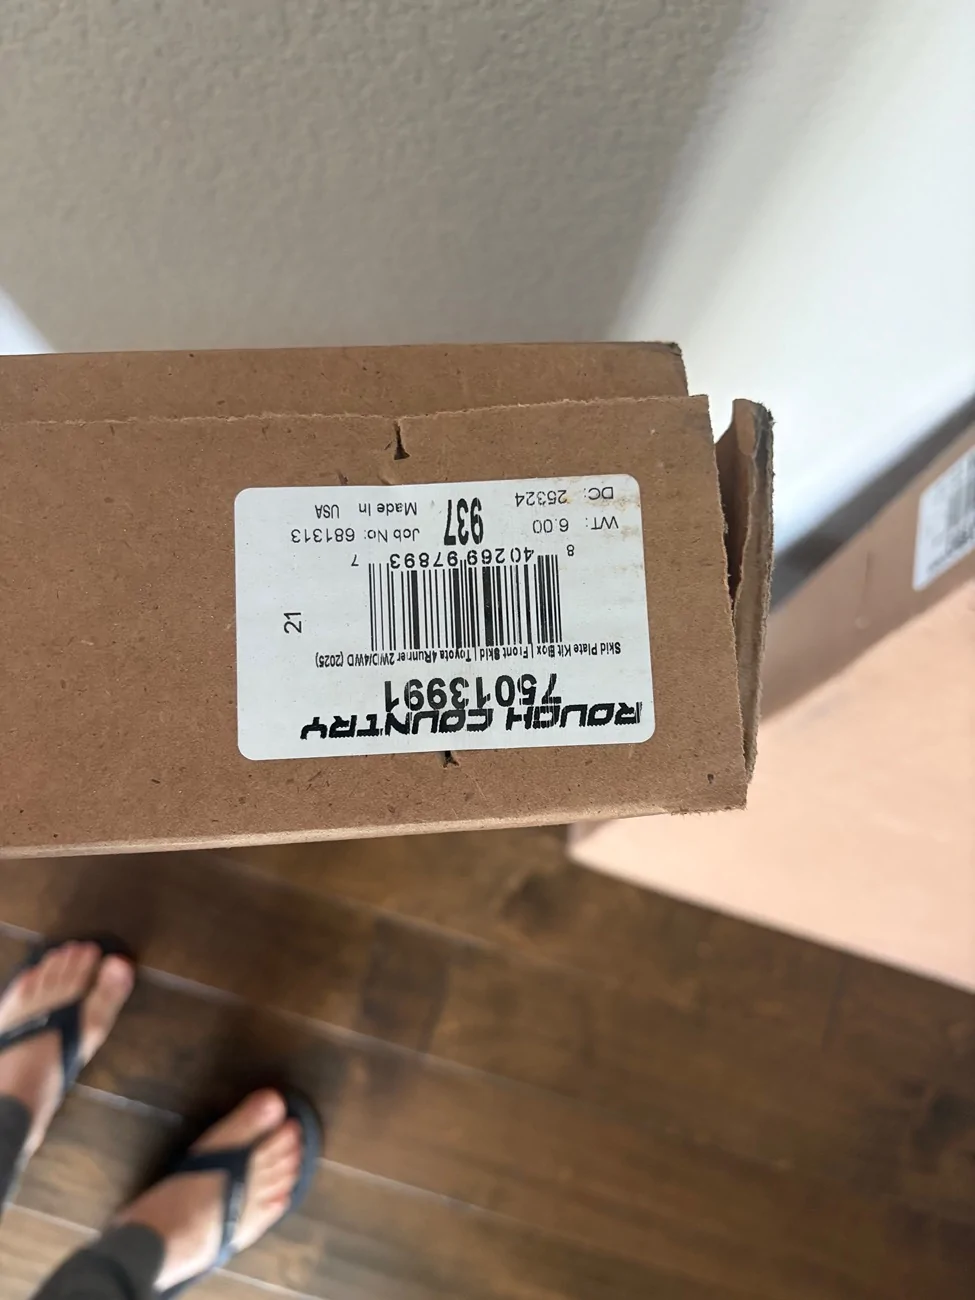 ROUGH COUNTRY
75013991
Skid Plate Kit Box | Front Skid | Toyota 4Runner 2WD/4WD (2025)
21
8 40269 97893 7
WT: 6.00
937
Job No: 681313
DC: 25324
Made In USA